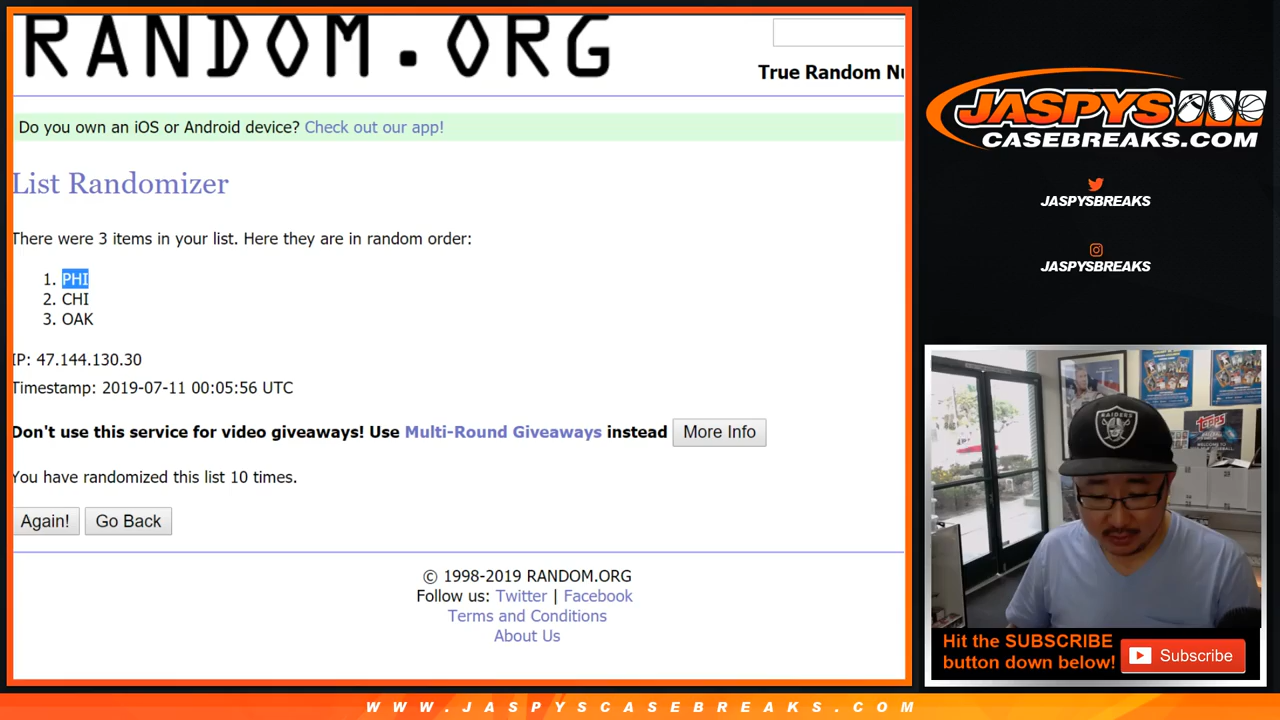 RANDOM.ORG
True Random Nu
Do you own an iOS or Android device? Check out our app!
List Randomizer
There were 3 items in your list. Here they are in random order:
1. PHI
2. CHI
3. OAK
IP: 47.144.130.30
Timestamp: 2019-07-11 00:05:56 UTC
Don't use this service for video giveaways! Use Multi-Round Giveaways instead More Info
You have randomized this list 10 times.
Again! Go Back
© 1998-2019 RANDOM.ORG
Follow us: Twitter | Facebook
Terms and Conditions
About Us
JASPYS
CASEBREAKS.COM
JASPYSBREAKS
JASPYSBREAKS
RAIDERS
Topps
Hit the SUBSCRIBE
button down below!
Subscribe
WWW.JASPYSCASEBREAKS.COM